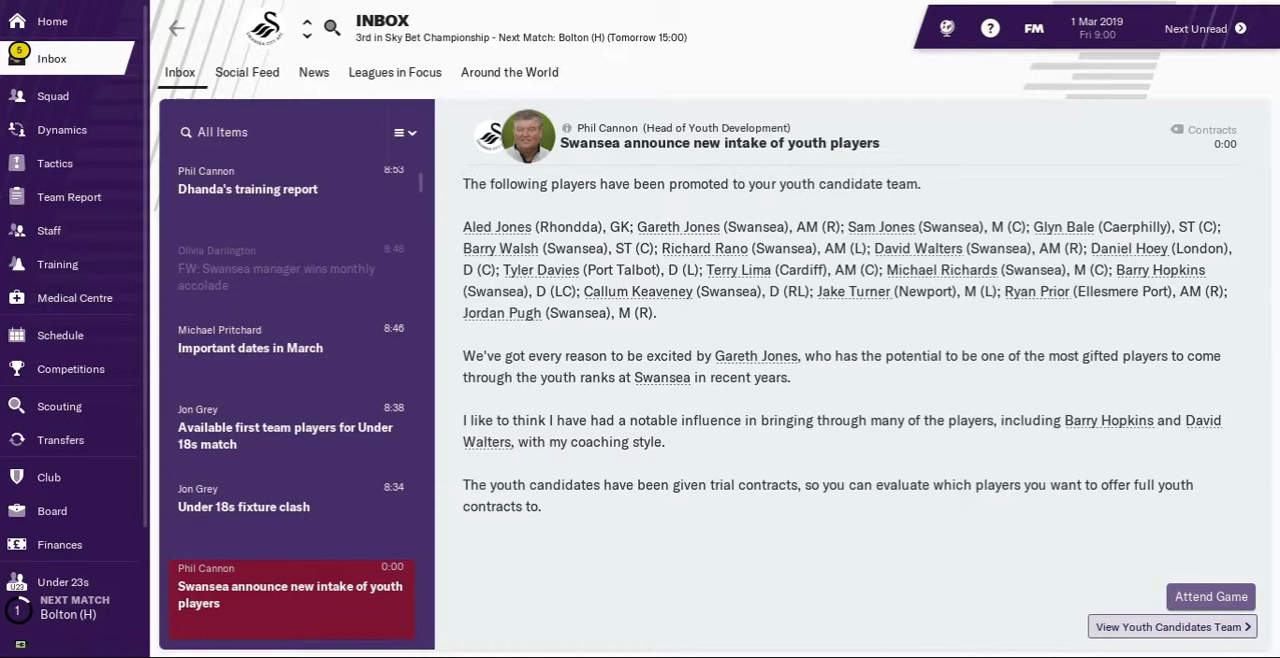 Home
5
Inbox
Squad
Dynamics
Tactics
Team Report
Staff
Training
Medical Centre
Schedule
Competitions
Scouting
Transfers
Club
Board
Finances
U23
Under 23s
1
NEXT MATCH
Bolton (H)
INBOX
3rd in Sky Bet Championship - Next Match: Bolton (H) (Tomorrow 15:00)
?
FM
1 Mar 2019
Fri 9:00
Next Unread
Inbox Social Feed News Leagues in Focus Around the World
All Items
Phil Cannon 8:53
Dhanda's training report
Olivia Darlington 8:48
FW: Swansea manager wins monthly
accolade
Michael Pritchard 8:46
Important dates in March
Jon Grey 8:38
Available first team players for Under
18s match
Jon Grey 8:34
Under 18s fixture clash
Phil Cannon 0:00
Swansea announce new intake of youth
players
Phil Cannon (Head of Youth Development)
Swansea announce new intake of youth players
Contracts
0:00
The following players have been promoted to your youth candidate team.
Aled Jones (Rhondda), GK; Gareth Jones (Swansea), AM (R); Sam Jones (Swansea), M (C); Glyn Bale (Caerphilly), ST (C);
Barry Walsh (Swansea), ST (C); Richard Rano (Swansea), AM (L); David Walters (Swansea), AM (R); Daniel Hoey (London),
D (C); Tyler Davies (Port Talbot), D (L); Terry Lima (Cardiff), AM (C); Michael Richards (Swansea), M (C); Barry Hopkins
(Swansea), D (LC); Callum Keaveney (Swansea), D (RL); Jake Turner (Newport), M (L); Ryan Prior (Ellesmere Port), AM (R);
Jordan Pugh (Swansea), M (R).
We've got every reason to be excited by Gareth Jones, who has the potential to be one of the most gifted players to come
through the youth ranks at Swansea in recent years.
I like to think I have had a notable influence in bringing through many of the players, including Barry Hopkins and David
Walters, with my coaching style.
The youth candidates have been given trial contracts, so you can evaluate which players you want to offer full youth
contracts to.
Attend Game
View Youth Candidates Team